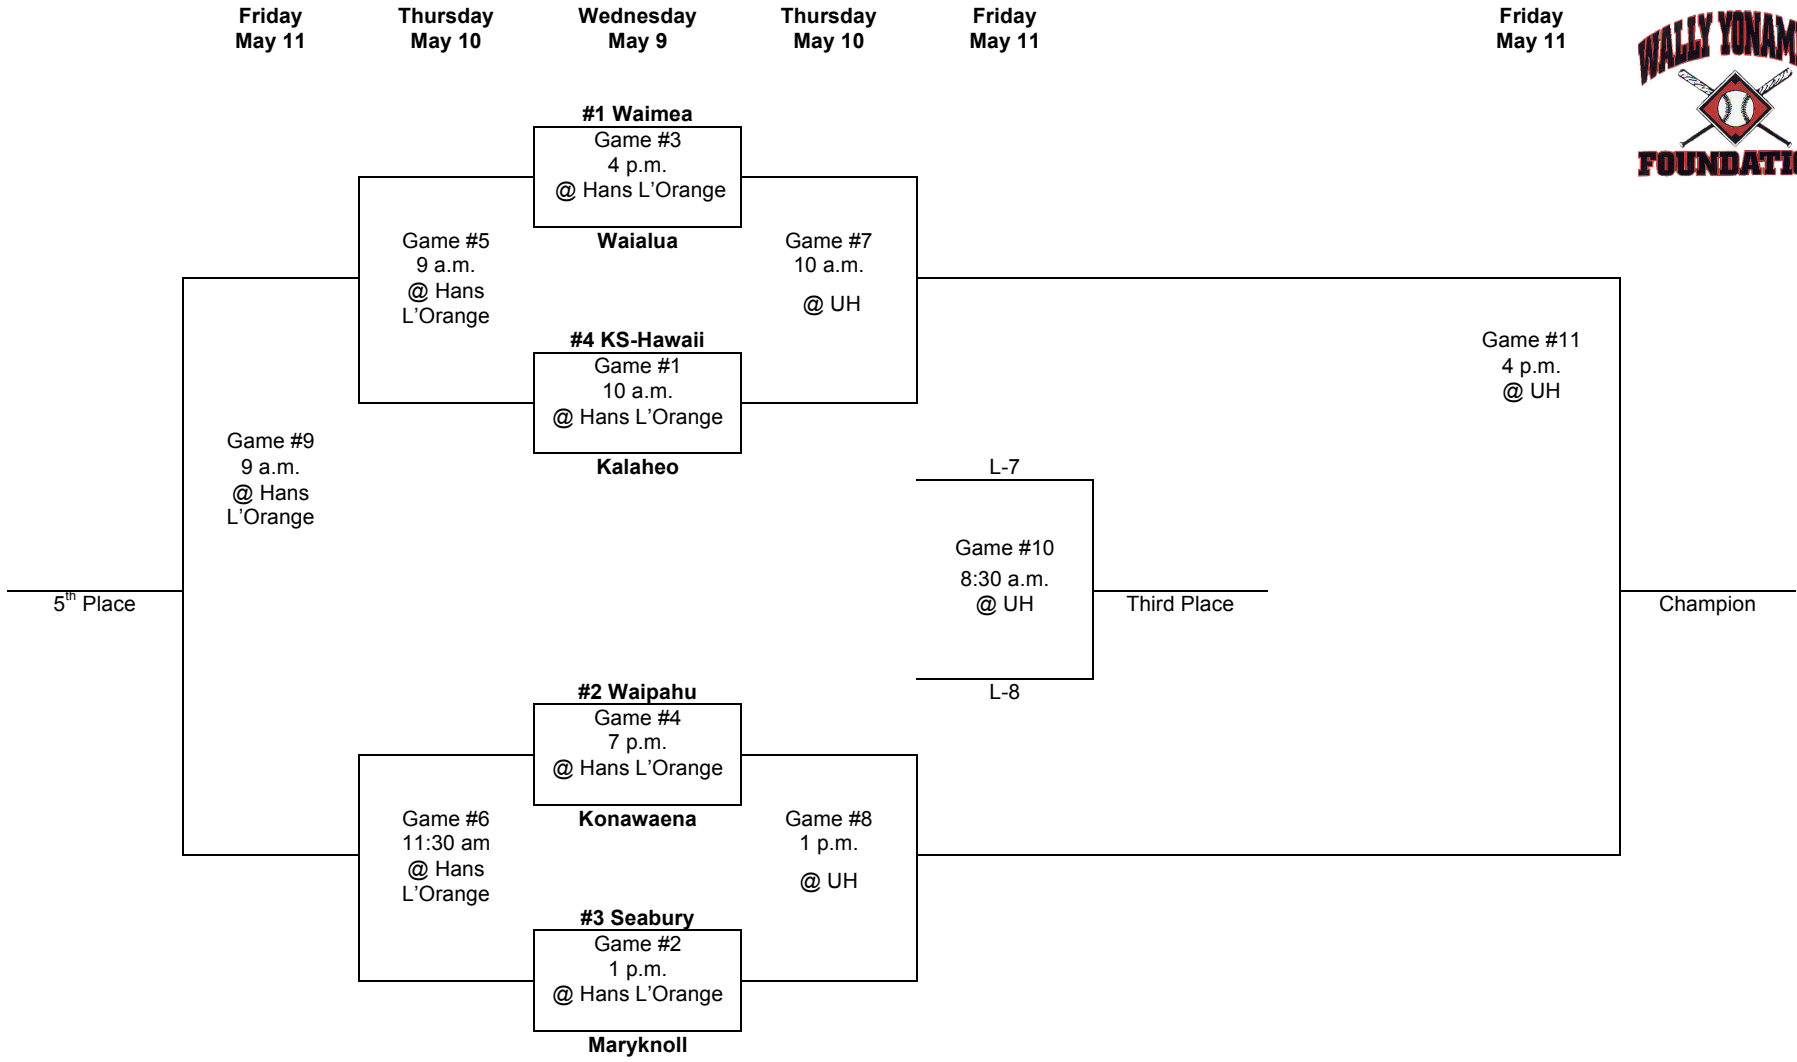 Friday
May 11
Thursday
May 10
Wednesday
May 9
Thursday
May 10
Friday
May 11
Friday
May 11
WALLY YONAM
FOUNDATI
#1 Waimea
Game #3
4 p.m.
@ Hans L’Orange
Waialua
Game #5
9 a.m.
@ Hans
L’Orange
Game #7
10 a.m.
@ UH
#4 KS-Hawaii
Game #1
10 a.m.
@ Hans L’Orange
Kalaheo
Game #11
4 p.m.
@ UH
Game #9
9 a.m.
@ Hans
L’Orange
L-7
Game #10
8:30 a.m.
@ UH
L-8
5th Place
Third Place
Champion
#2 Waipahu
Game #4
7 p.m.
@ Hans L’Orange
Konawaena
Game #6
11:30 am
@ Hans
L’Orange
Game #8
1 p.m.
@ UH
#3 Seabury
Game #2
1 p.m.
@ Hans L’Orange
Maryknoll